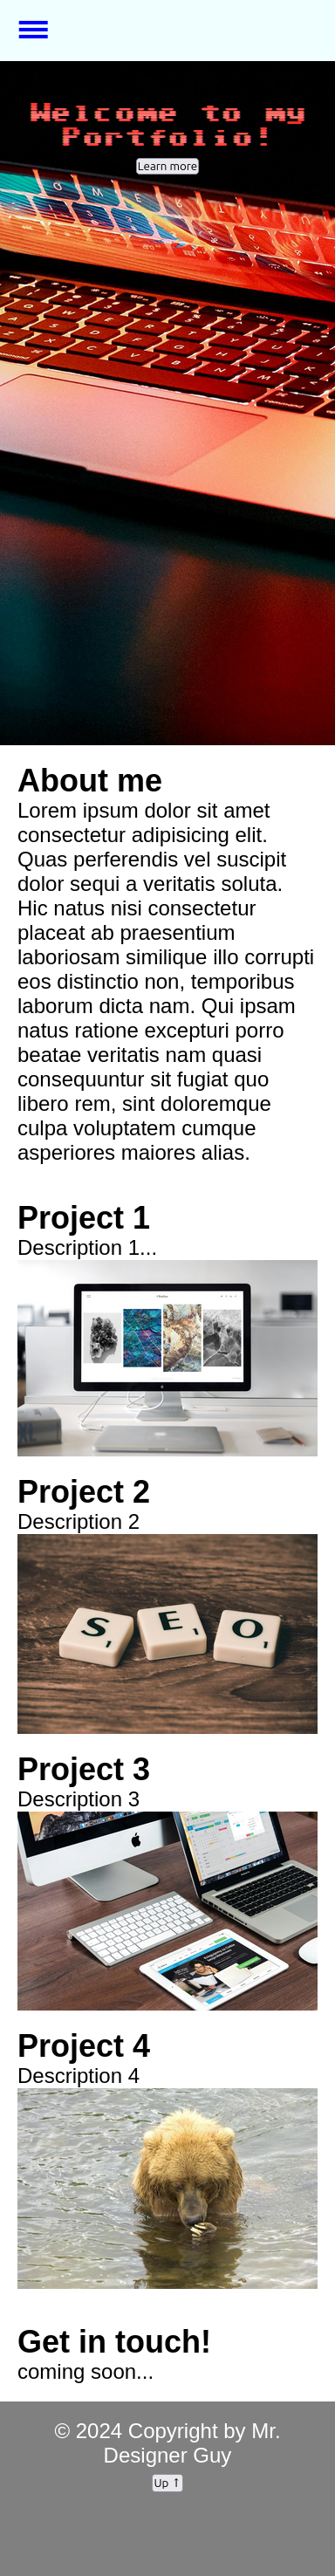 Welcome to my
Portfolio!
Learn more
About me
Lorem ipsum dolor sit amet
consectetur adipisicing elit.
Quas perferendis vel suscipit
dolor sequi a veritatis soluta.
Hic natus nisi consectetur
placeat ab praesentium
laboriosam similique illo corrupti
eos distinctio non, temporibus
laborum dicta nam. Qui ipsam
natus ratione excepturi porro
beatae veritatis nam quasi
consequuntur sit fugiat quo
libero rem, sint doloremque
culpa voluptatem cumque
asperiores maiores alias.
Project 1
Description 1...
Project 2
Description 2
S E O
1 1 1
Project 3
Description 3
Project 4
Description 4
Get in touch!
coming soon...
© 2024 Copyright by Mr.
Designer Guy
Up ↑